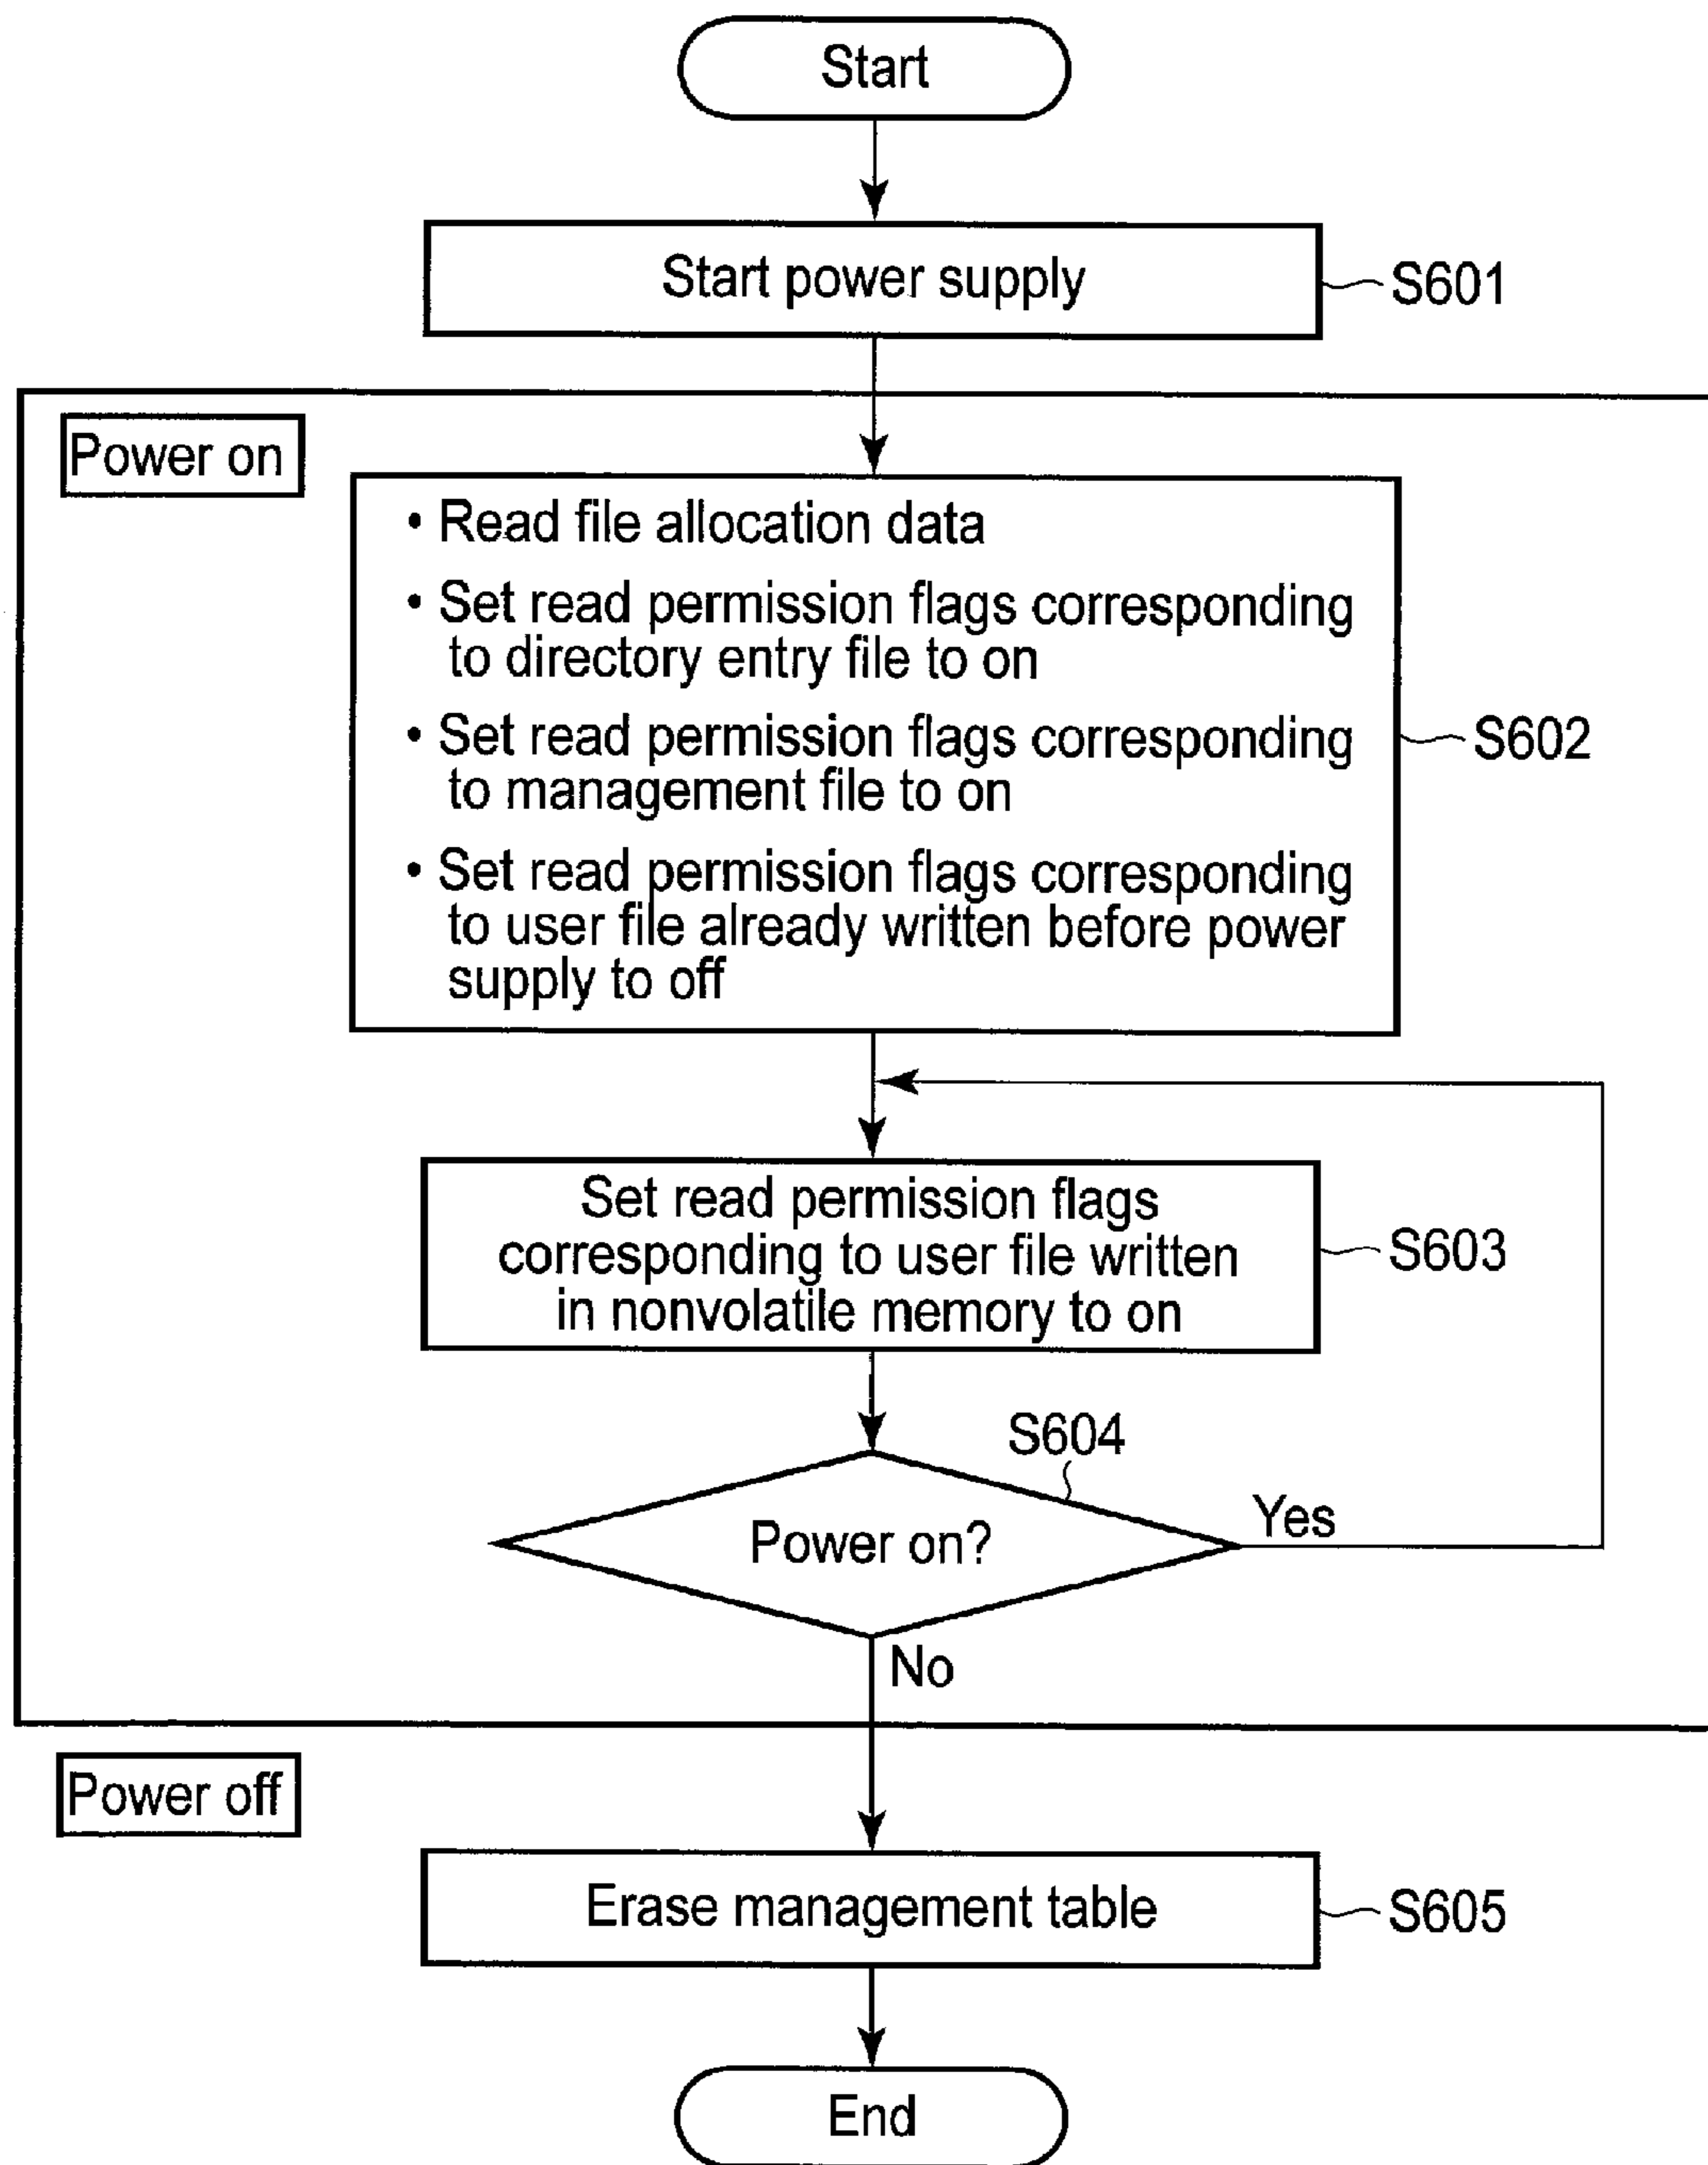 Start
Start power supply
S601
Power on
• Read file allocation data
• Set read permission flags corresponding
to directory entry file to on
• Set read permission flags corresponding
to management file to on
• Set read permission flags corresponding
to user file already written before power
supply to off
S602
Set read permission flags
corresponding to user file written
in nonvolatile memory to on
S603
S604
Power on?
Yes
No
Power off
Erase management table
S605
End